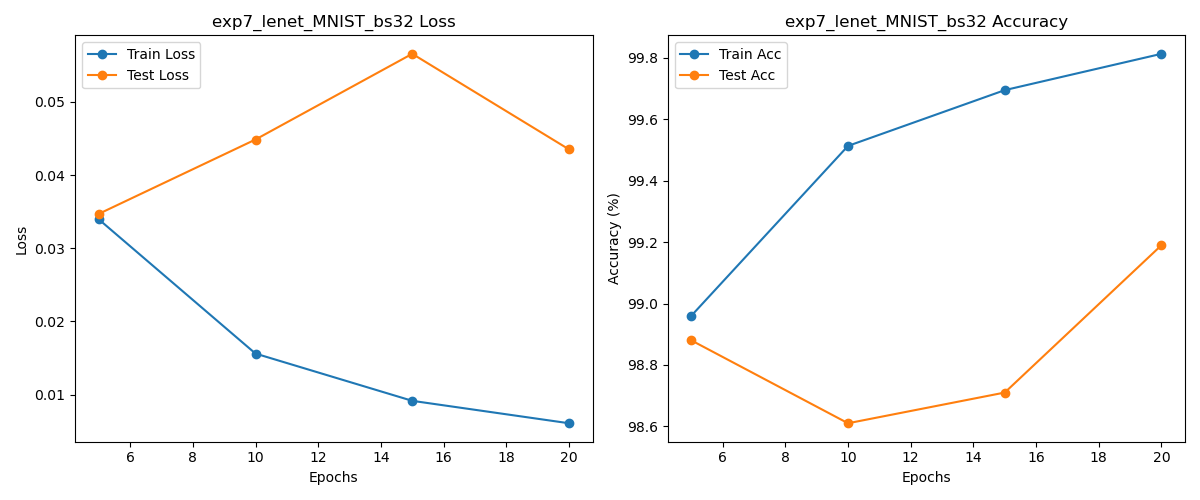 exp7_lenet_MNIST_bs32 Loss
Train Loss
Test Loss
0.05
0.04
0.03
0.02
0.01
Loss
6 8 10 12 14 16 18 20
Epochs
exp7_lenet_MNIST_bs32 Accuracy
Train Acc
Test Acc
99.8
99.6
99.4
99.2
99.0
98.8
98.6
Accuracy (%)
6 8 10 12 14 16 18 20
Epochs